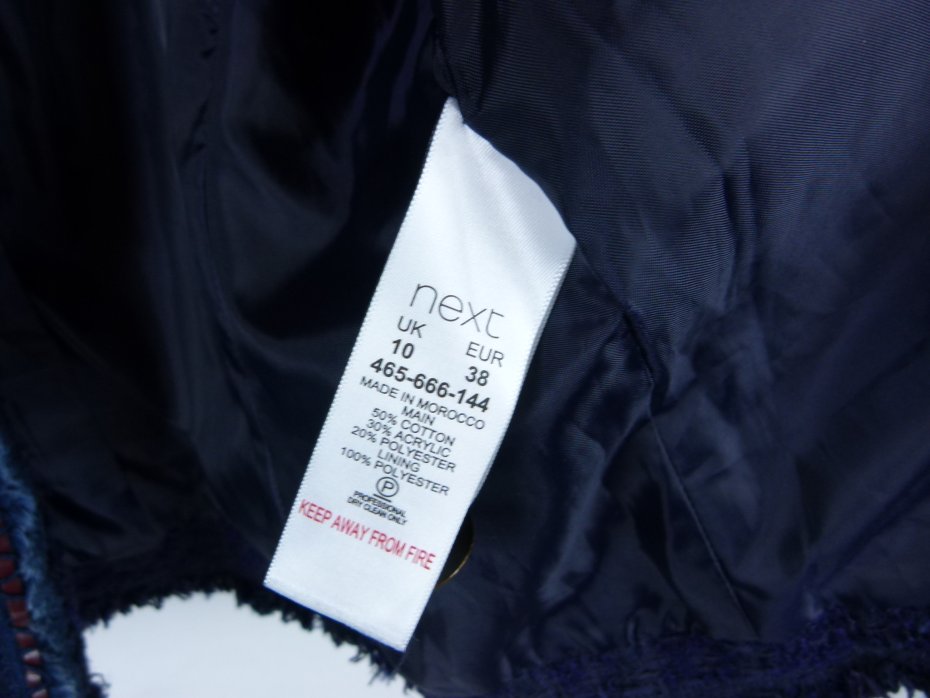 next
UK EUR
10 38
465-666-144
MADE IN MOROCCO
MAIN
50% COTTON
30% ACRYLIC
20% POLYESTER
LINING
100% POLYESTER
P
PROFESSIONAL
DRY CLEAN ONLY
KEEP AWAY FROM FIRE